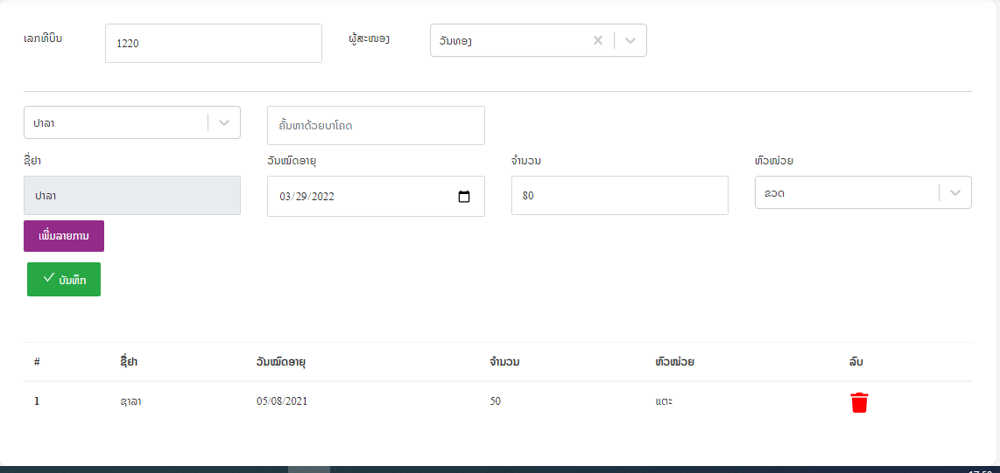 ເລກທີບິນ 1220 ຜູ້ສະໜອງ ວັນທອງ
ປາລາ ຄົ້ນຫາດ້ວຍບາໂຄດ
ຊື່ຢາ ວັນໝົດອາຍຸ ຈຳນວນ ຫົວໜ່ວຍ
ປາລາ 03/29/2022 80 ຂວດ
ເພີ່ມລາຍການ
ບັນທຶກ
# ຊື່ຢາ ວັນໝົດອາຍຸ ຈຳນວນ ຫົວໜ່ວຍ ລົບ
1 ຊາລາ 05/08/2021 50 ແຕະ